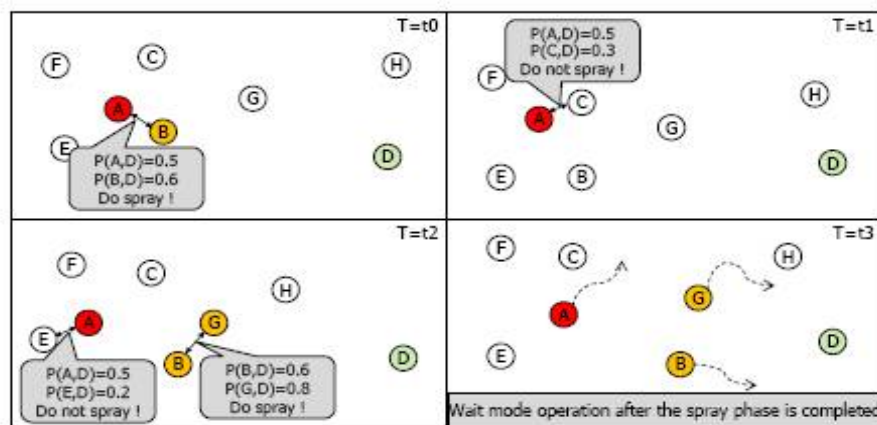 T=t0
C
F
H
G
A
B
E
D
P(A,D)=0.5
P(B,D)=0.6
Do spray !
T=t1
P(A,D)=0.5
P(C,D)=0.3
Do not spray !
F
C
H
A
G
D
E
B
T=t2
F
C
H
A
G
E
B
D
P(A,D)=0.5
P(E,D)=0.2
Do not spray !
P(B,D)=0.6
P(G,D)=0.8
Do spray !
T=t3
F
C
H
G
A
D
E
B
Wait mode operation after the spray phase is completed